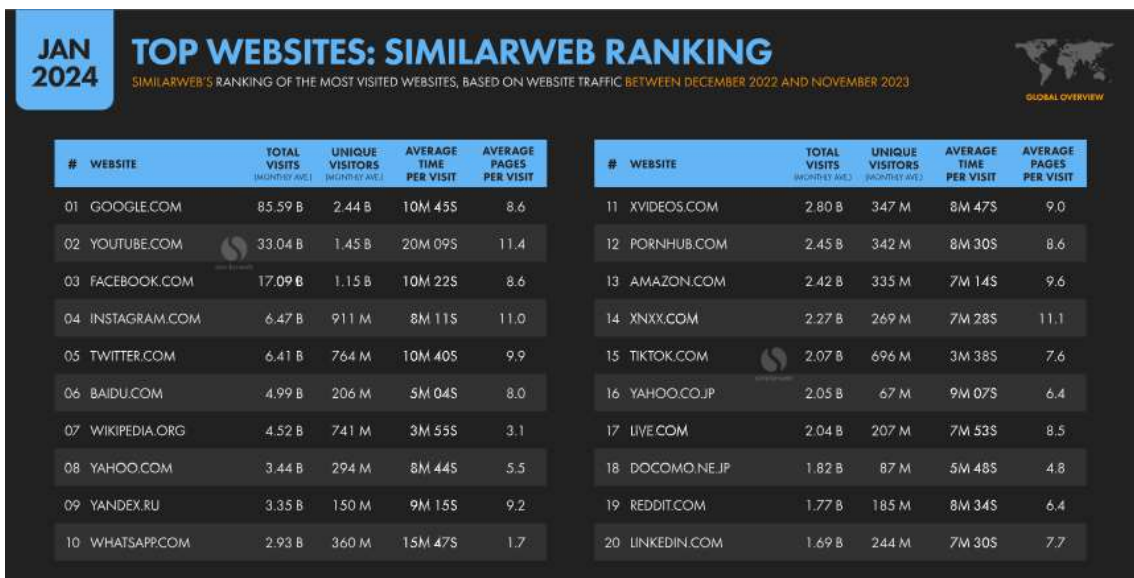 JAN
2024
TOP WEBSITES: SIMILARWEB RANKING
SIMILARWEB'S RANKING OF THE MOST VISITED WEBSITES, BASED ON WEBSITE TRAFFIC BETWEEN DECEMBER 2022 AND NOVEMBER 2023
GLOBAL OVERVIEW
# WEBSITE TOTAL VISITS (MONTHLY AVE.) UNIQUE VISITORS (MONTHLY AVE.) AVERAGE TIME PER VISIT AVERAGE PAGES PER VISIT
01 GOOGLE.COM 85.59 B 2.44 B 10M 45S 8.6
02 YOUTUBE.COM 33.04 B 1.45 B 20M 09S 11.4
03 FACEBOOK.COM 17.09 B 1.15 B 10M 22S 8.6
04 INSTAGRAM.COM 6.47 B 911 M 8M 11S 11.0
05 TWITTER.COM 6.41 B 764 M 10M 40S 9.9
06 BAIDU.COM 4.99 B 206 M 5M 04S 8.0
07 WIKIPEDIA.ORG 4.52 B 741 M 3M 55S 3.1
08 YAHOO.COM 3.44 B 294 M 8M 44S 5.5
09 YANDEX.RU 3.35 B 150 M 9M 15S 9.2
10 WHATSAPP.COM 2.93 B 360 M 15M 47S 1.7
# WEBSITE TOTAL VISITS (MONTHLY AVE.) UNIQUE VISITORS (MONTHLY AVE.) AVERAGE TIME PER VISIT AVERAGE PAGES PER VISIT
11 XVIDEOS.COM 2.80 B 347 M 8M 47S 9.0
12 PORNHUB.COM 2.45 B 342 M 8M 30S 8.6
13 AMAZON.COM 2.42 B 335 M 7M 14S 9.6
14 XNXX.COM 2.27 B 269 M 7M 28S 11.1
15 TIKTOK.COM 2.07 B 696 M 3M 38S 7.6
16 YAHOO.CO.JP 2.05 B 67 M 9M 07S 6.4
17 LIVE.COM 2.04 B 207 M 7M 53S 8.5
18 DOCOMO.NE.JP 1.82 B 87 M 5M 48S 4.8
19 REDDIT.COM 1.77 B 185 M 8M 34S 6.4
20 LINKEDIN.COM 1.69 B 244 M 7M 30S 7.7